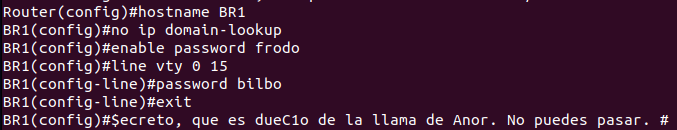 Router(config)#hostname BR1
BR1(config)#no ip domain-lookup
BR1(config)#enable password frodo
BR1(config)#line vty 0 15
BR1(config-line)#password bilbo
BR1(config-line)#exit
BR1(config)#$ecreto, que es dueC1o de la llama de Anor. No puedes pasar. #